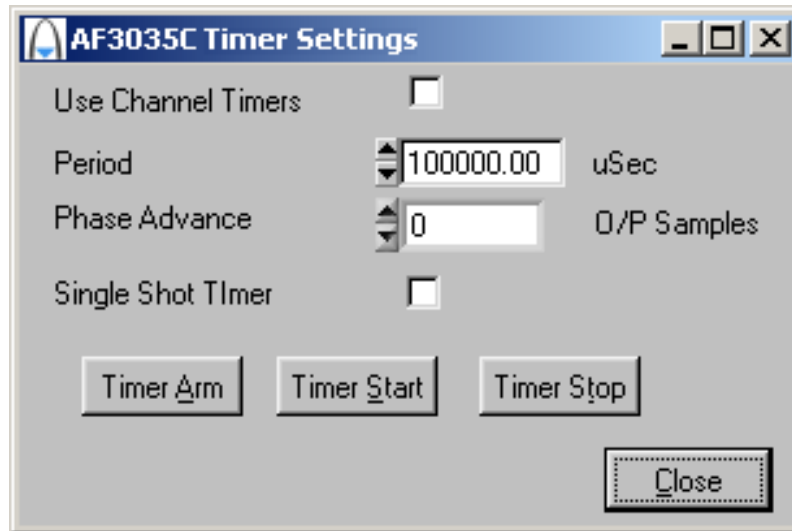 AF3035C Timer Settings
Use Channel Timers
Period 100000.00 uSec
Phase Advance 0 O/P Samples
Single Shot TImer
Timer Arm Timer Start Timer Stop
Close